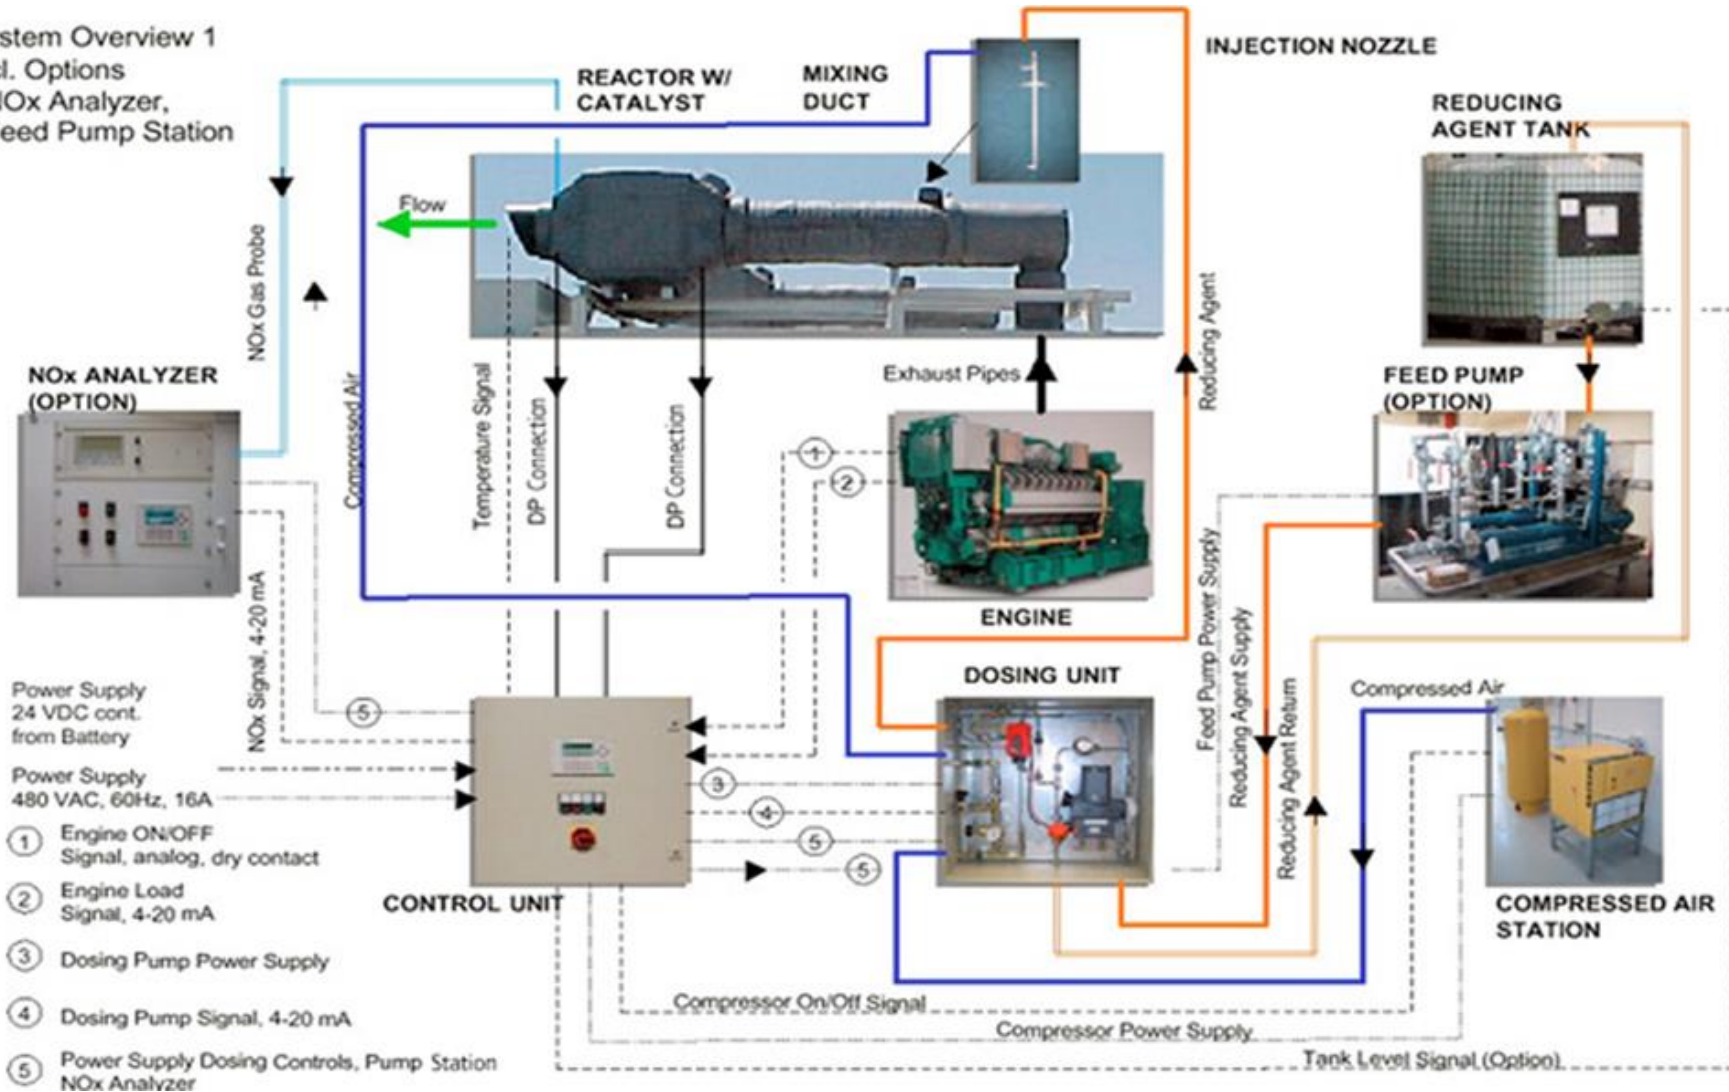 stem Overview 1
cl. Options
NOx Analyzer,
eed Pump Station
REACTOR W/
CATALYST
MIXING
DUCT
INJECTION NOZZLE
REDUCING
AGENT TANK
Flow
NOx Gas Probe
Compressed Air
Temperature Signal
DP Connection
DP Connection
Exhaust Pipes
Reducing Agent
NOx ANALYZER
(OPTION)
FEED PUMP
(OPTION)
1
2
ENGINE
NOx Signal, 4-20 mA
Feed Pump Power Supply
Reducing Agent Supply
Reducing Agent Return
DOSING UNIT
Compressed Air
Power Supply
24 VDC cont.
from Battery
Power Supply
480 VAC, 60Hz, 16A
5
3
4
5
5
CONTROL UNIT
COMPRESSED AIR
STATION
1 Engine ON/OFF
Signal, analog, dry contact
2 Engine Load
Signal, 4-20 mA
3 Dosing Pump Power Supply
4 Dosing Pump Signal, 4-20 mA
5 Power Supply Dosing Controls, Pump Station
NOx Analyzer
Compressor On/Off Signal
Compressor Power Supply
Tank Level Signal (Option)